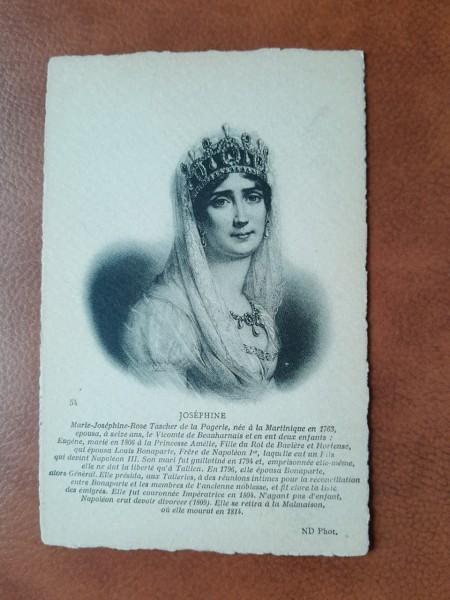 54
JOSÉPHINE
Marie-Joséphine-Rose Tascher de la Pagerie, née à la Martinique en 1763,
épousa, à seize ans, le Vicomte de Beauharnais et en eut deux enfants :
Eugène, marié en 1806 à la Princesse Amélie, Fille du Roi de Bavière et Hortense,
qui épousa Louis Bonaparte, Frère de Napoléon Ier, laquelle eut un Fils
qui devint Napoléon III. Son mari fut guillotiné en 1794 et, emprisonnée elle-même,
elle ne dut la liberté qu'à Tallien. En 1796, elle épousa Bonaparte,
alors Général. Elle présida, aux Tuileries, à des réunions intimes pour la réconciliation
entre Bonaparte et les membres de l'ancienne noblesse, et fit clore la liste
des émigrés. Elle fut couronnée Impératrice en 1804. N'ayant pas d'enfant,
Napoléon crut devoir divorcer (1809). Elle se retira à la Malmaison,
où elle mourut en 1814.
ND Phot.